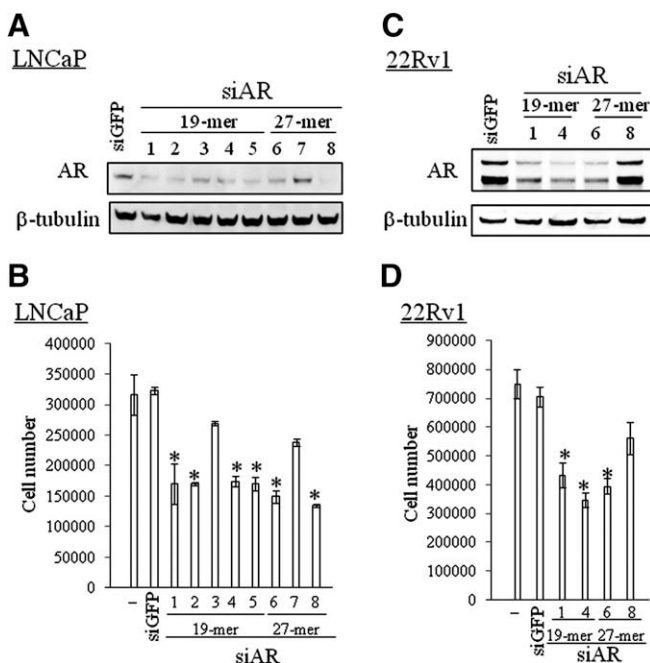 A
LNCaP
siAR
siGFP
19-mer 27-mer
1 2 3 4 5 6 7 8
AR
β-tubulin
B
LNCaP
Cell number
400000
350000
300000
250000
200000
150000
100000
50000
0
* * * * * *
– siGFP 1 2 3 4 5 6 7 8
19-mer 27-mer
siAR
C
22Rv1
siAR
siGFP
19-mer 27-mer
1 4 6 8
AR
β-tubulin
D
22Rv1
Cell number
900000
800000
700000
600000
500000
400000
300000
200000
100000
0
* * *
– siGFP 1 4 6 8
19-mer 27-mer
siAR